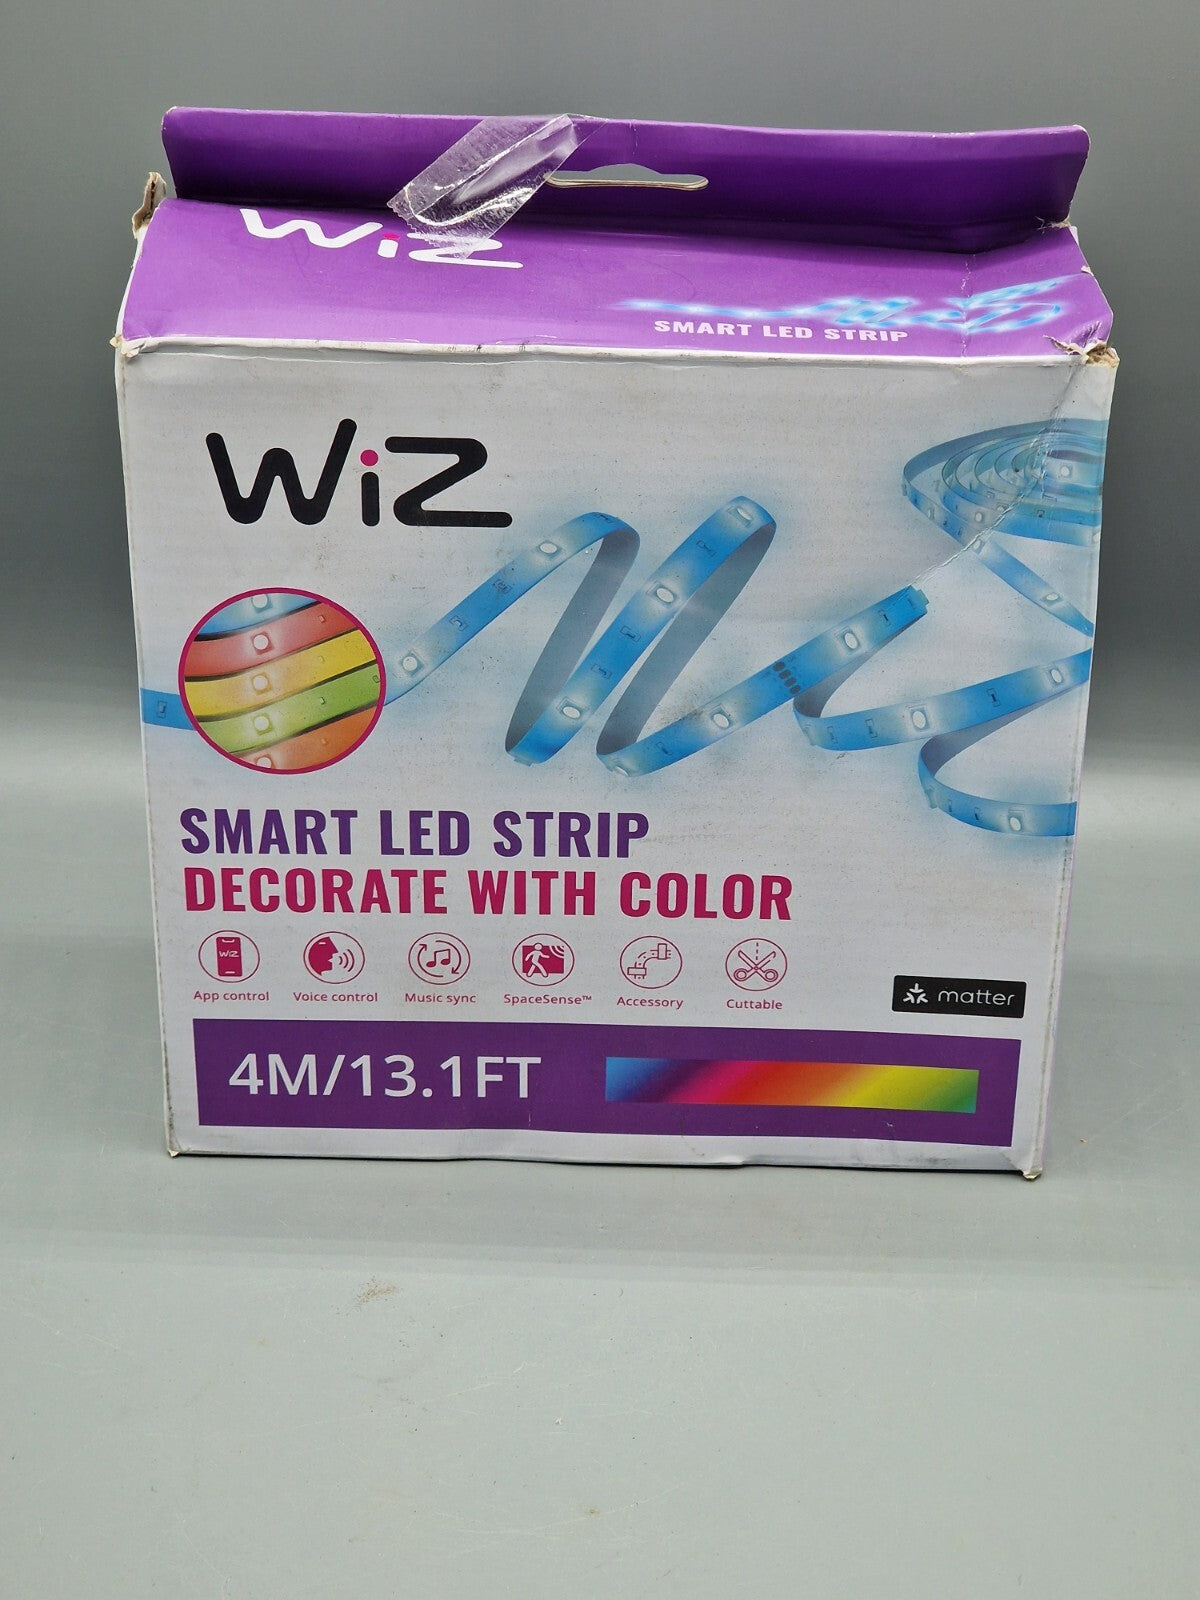 WiZ
SMART LED STRIP
WiZ
SMART LED STRIP
DECORATE WITH COLOR
WiZ
App control
Voice control
Music sync
SpaceSense™
Accessory
Cuttable
matter
4M/13.1FT